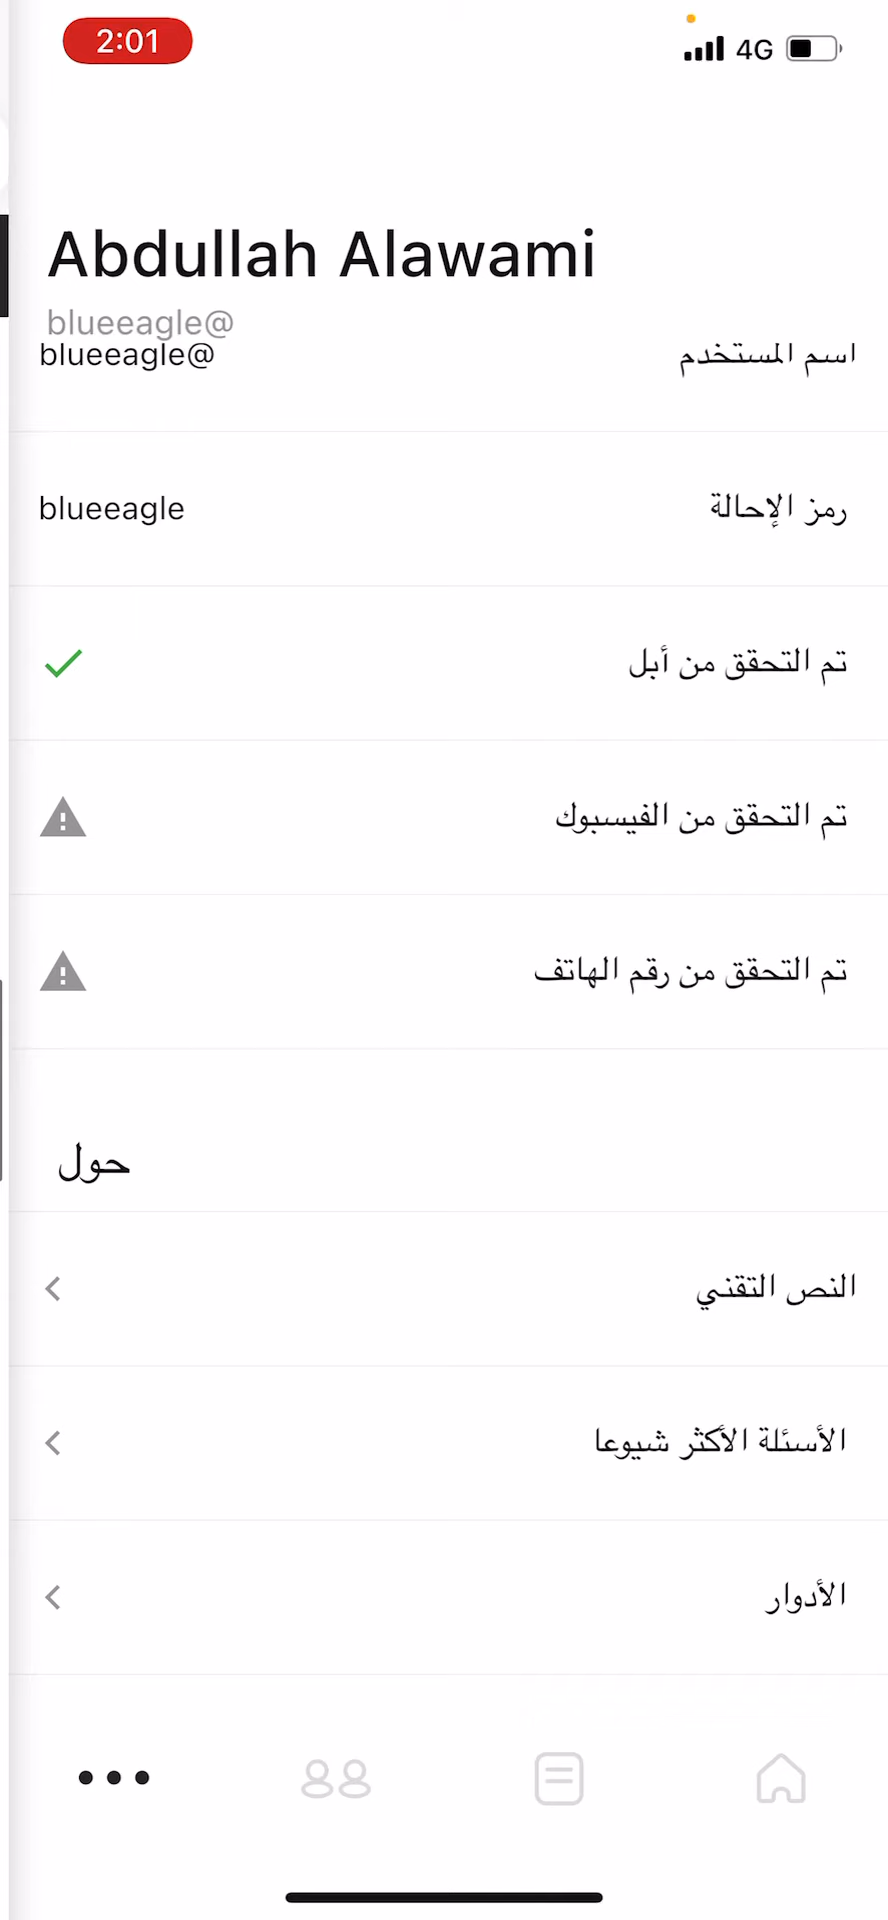 2:01
4G
Abdullah Alawami
blueeagle@
اسم المستخدم
blueeagle@
رمز الإحالة
blueeagle
تم التحقق من أبل
تم التحقق من الفيسبوك
تم التحقق من رقم الهاتف
حول
النص التقني
الأسئلة الأكثر شيوعا
الأدوار